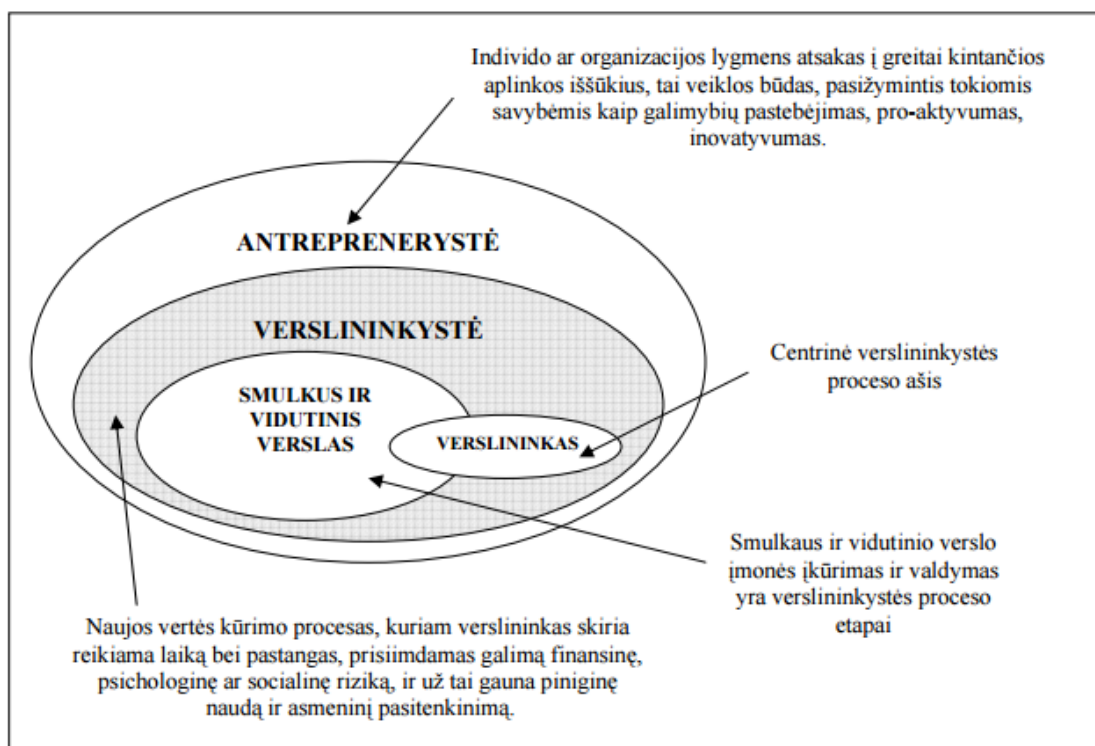 Individo ar organizacijos lygmens atsakas į greitai kintančios
aplinkos iššūkius, tai veiklos būdas, pasižymintis tokiomis
savybėmis kaip galimybių pastebėjimas, pro-aktyvumas,
inovatyvumas.
ANTREPRENERYSTĖ
VERSLININKYSTĖ
SMULKUS IR
VIDUTINIS
VERSLAS
VERSLININKAS
Centrinė verslininkystės
proceso ašis
Smulkaus ir vidutinio verslo
įmonės įkūrimas ir valdymas
yra verslininkystės proceso
etapai
Naujos vertės kūrimo procesas, kuriam verslininkas skiria
reikiama laiką bei pastangas, prisiimdamas galimą finansinę,
psichologinę ar socialinę riziką, ir už tai gauna piniginę
naudą ir asmeninį pasitenkinimą.